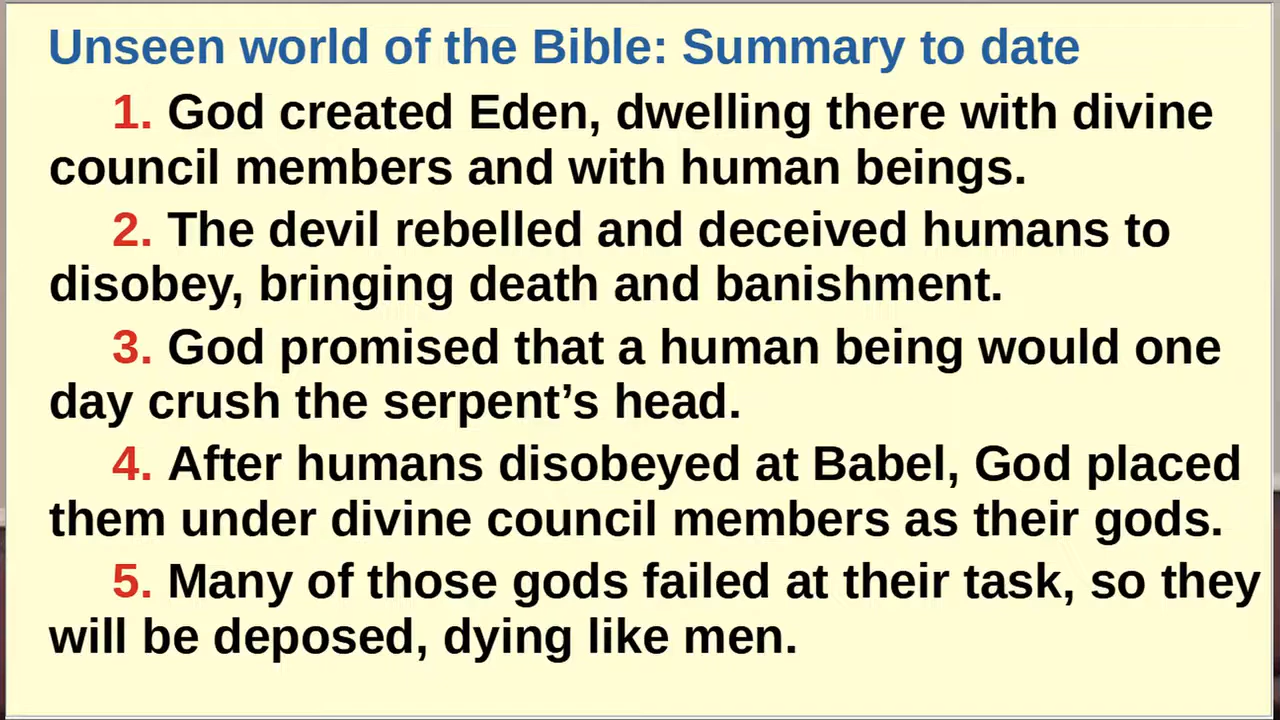 Unseen world of the Bible: Summary to date
1. God created Eden, dwelling there with divine
council members and with human beings.
2. The devil rebelled and deceived humans to
disobey, bringing death and banishment.
3. God promised that a human being would one
day crush the serpent’s head.
4. After humans disobeyed at Babel, God placed
them under divine council members as their gods.
5. Many of those gods failed at their task, so they
will be deposed, dying like men.